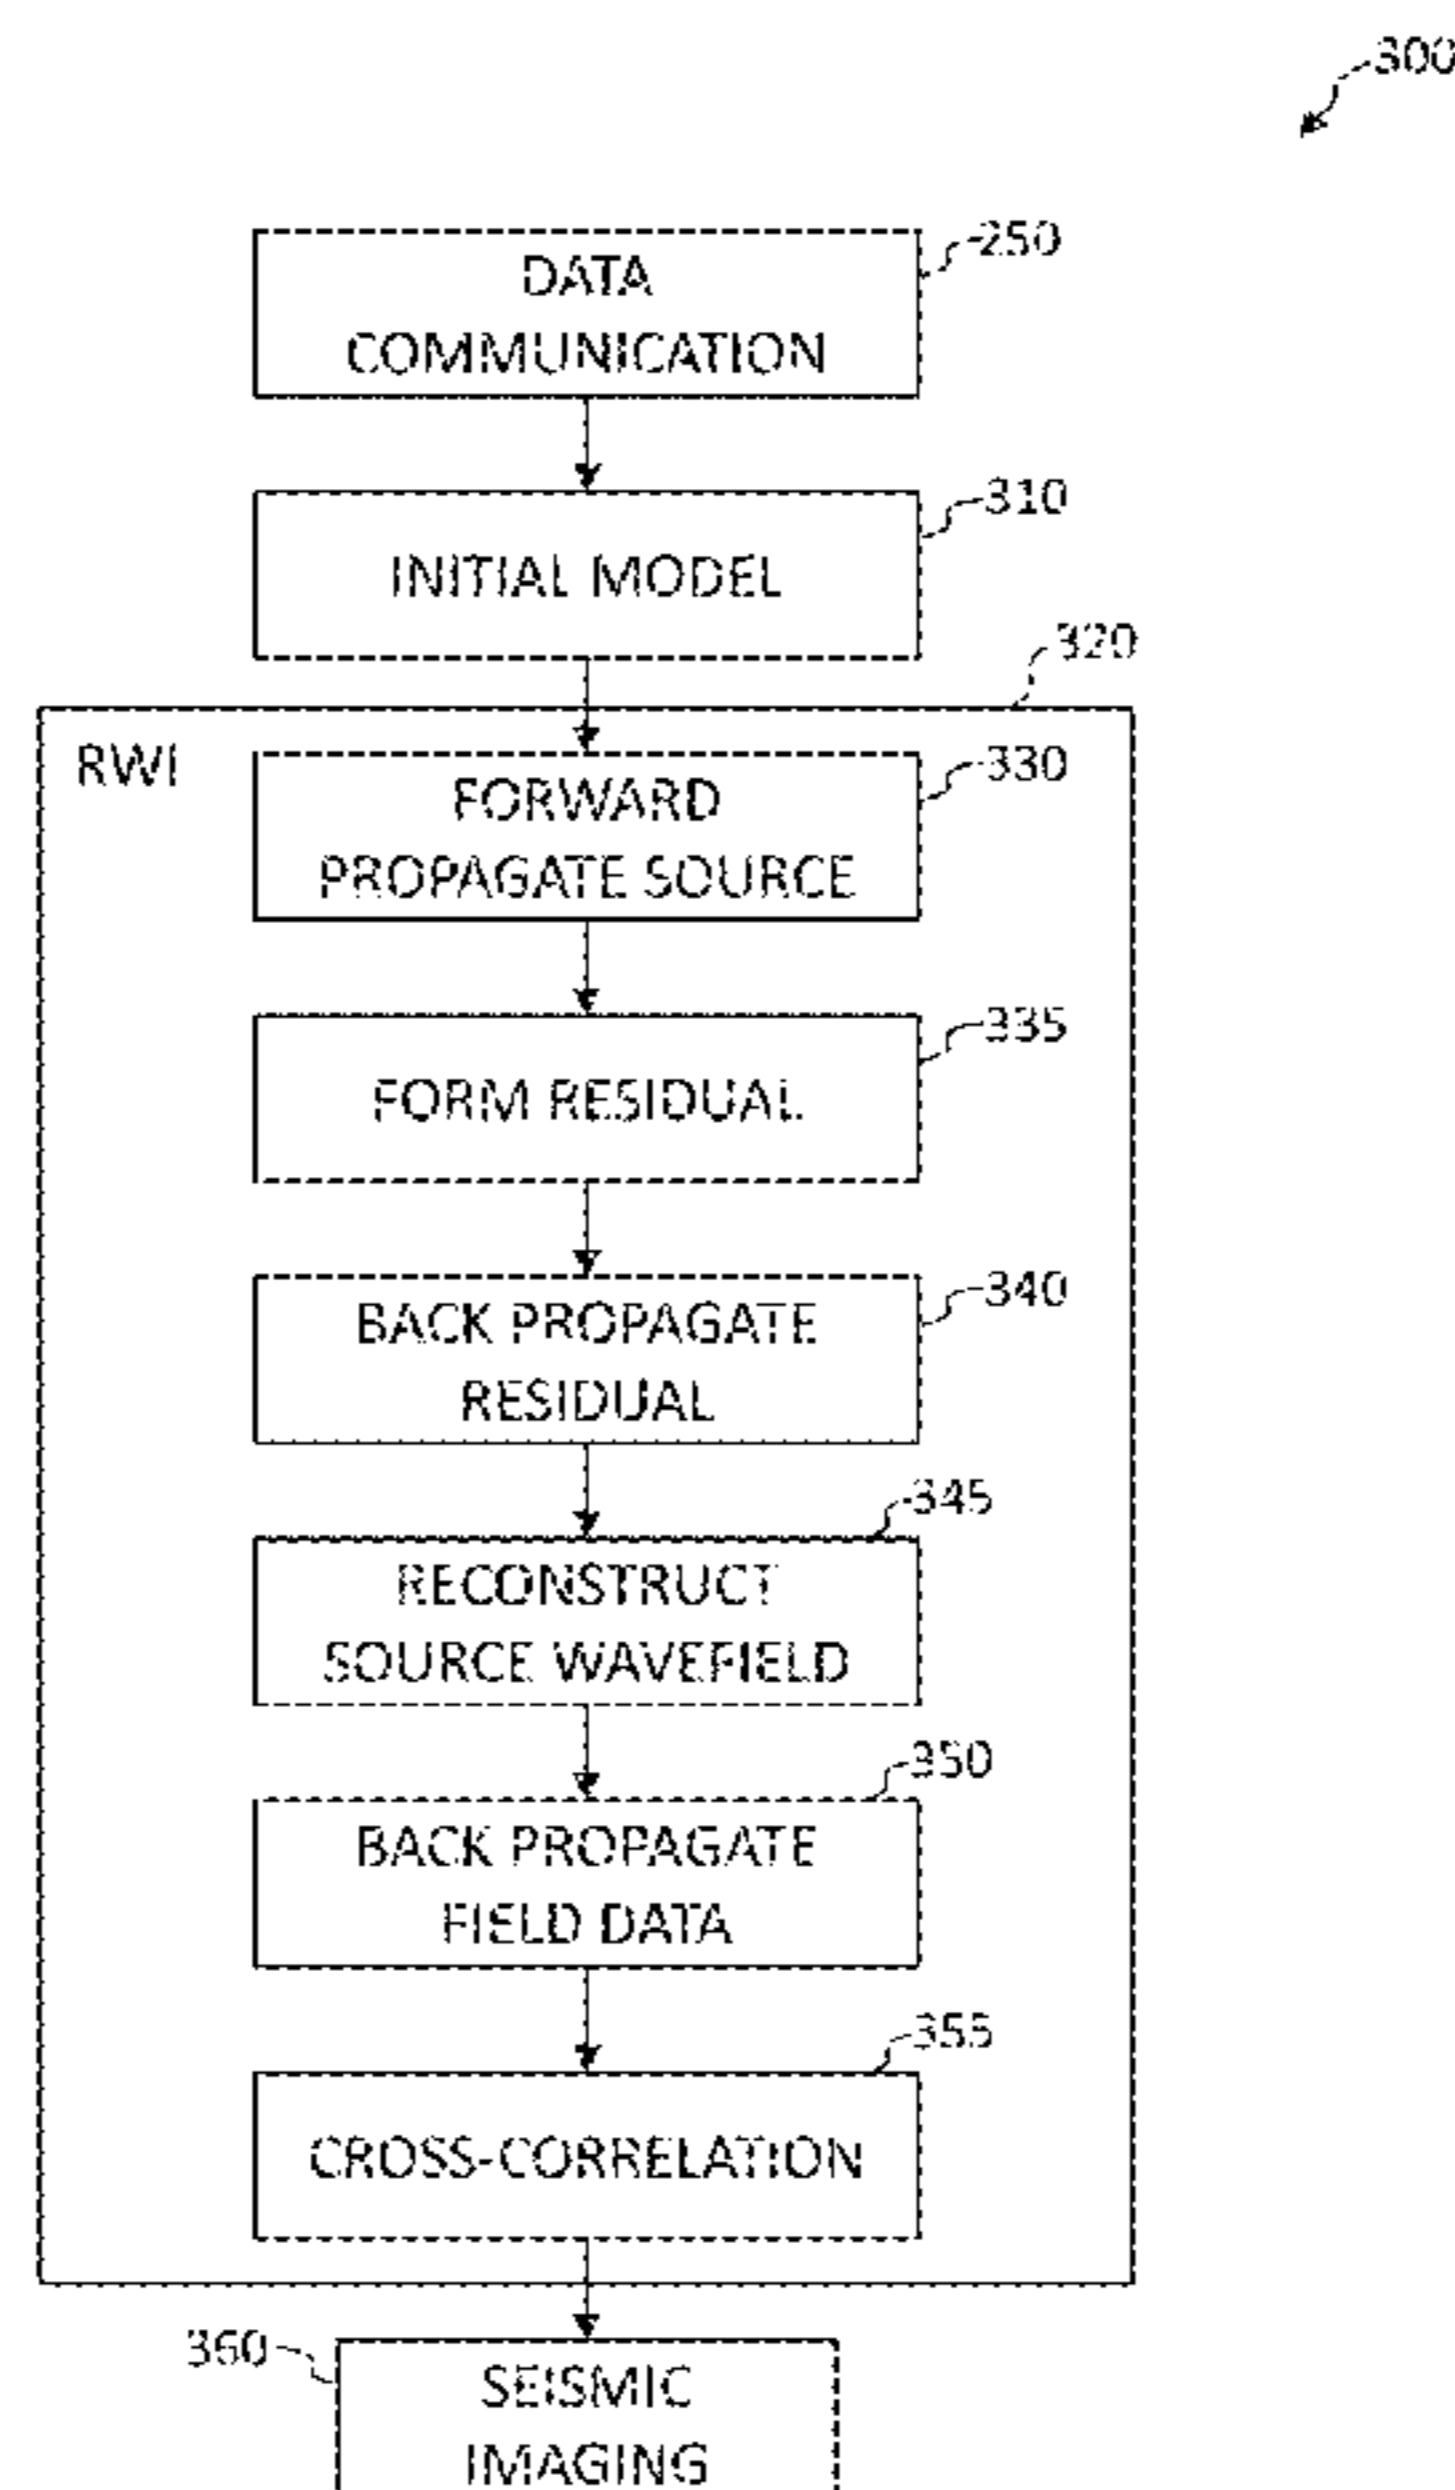 300
250
DATA
COMMUNICATION
310
INITIAL MODEL
320
RWI
330
FORWARD
PROPAGATE SOURCE
335
FORM RESIDUAL
340
BACK PROPAGATE
RESIDUAL
345
RECONSTRUCT
SOURCE WAVEFIELD
350
BACK PROPAGATE
FIELD DATA
355
CROSS-CORRELATION
360
SEISMIC
IMAGING